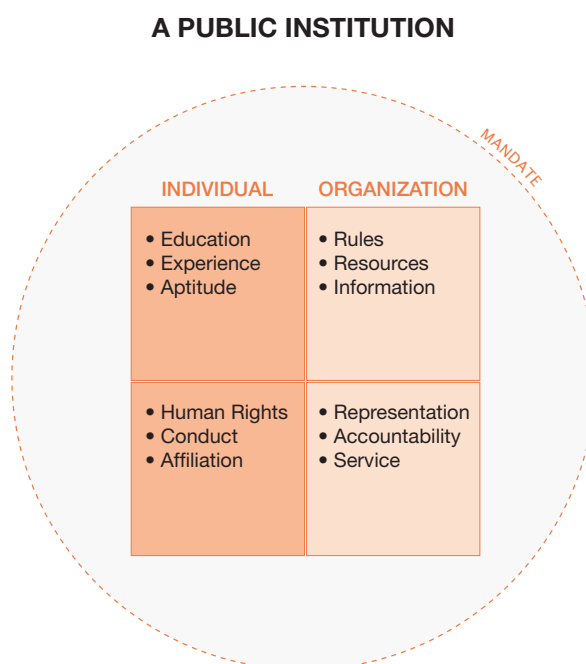 A PUBLIC INSTITUTION
MANDATE
INDIVIDUAL
ORGANIZATION
• Education
• Experience
• Aptitude
• Rules
• Resources
• Information
• Human Rights
• Conduct
• Affiliation
• Representation
• Accountability
• Service